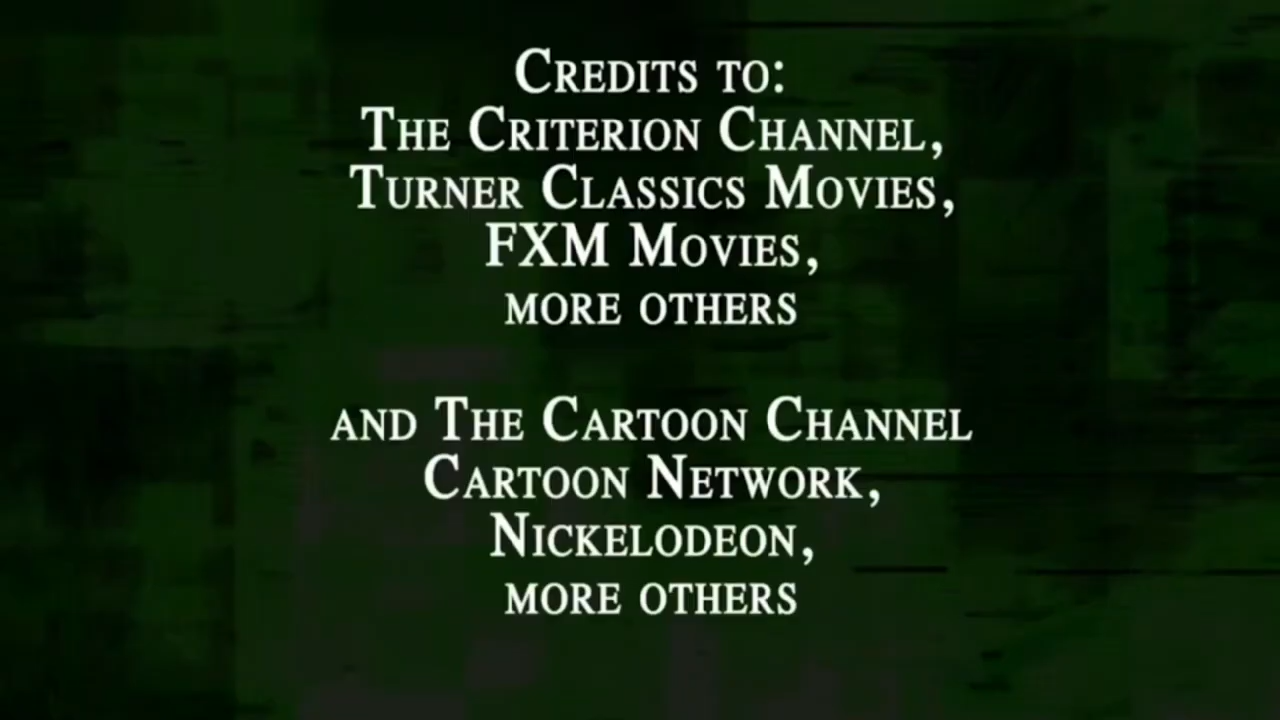 Credits to:
The Criterion Channel,
Turner Classics Movies,
FXM Movies,
more others
and The Cartoon Channel
Cartoon Network,
Nickelodeon,
more others